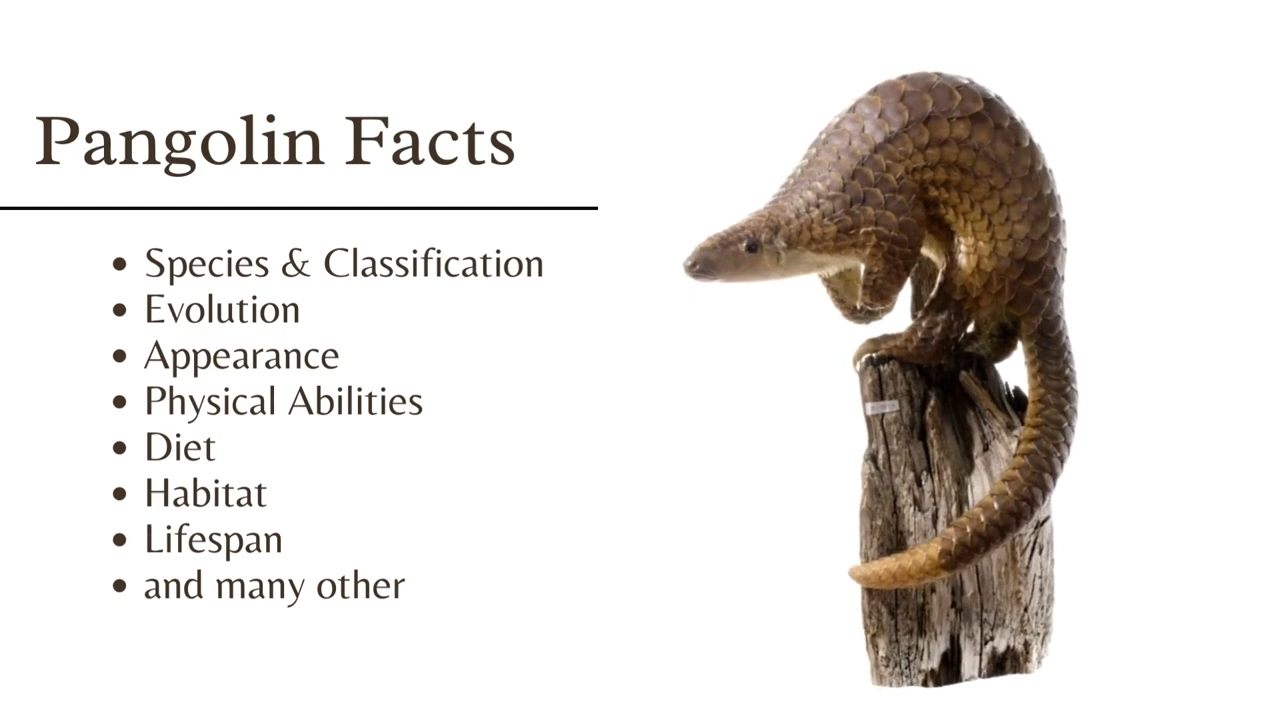 Pangolin Facts
• Species & Classification
• Evolution
• Appearance
• Physical Abilities
• Diet
• Habitat
• Lifespan
• and many other